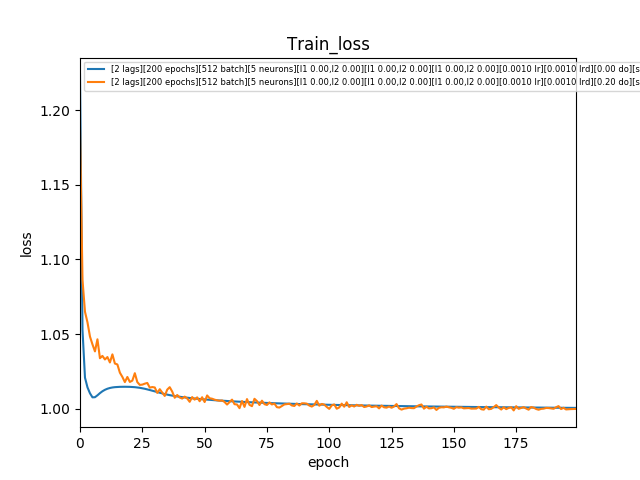 Train_loss
[2 lags][200 epochs][512 batch][5 neurons][l1 0.00,l2 0.00][l1 0.00,l2 0.00][l1 0.00,l2 0.00][0.0010 lr][0.0010 lrd][0.00 do][s
[2 lags][200 epochs][512 batch][5 neurons][l1 0.00,l2 0.00][l1 0.00,l2 0.00][l1 0.00,l2 0.00][0.0010 lr][0.0010 lrd][0.20 do][s
1.20
1.15
1.10
1.05
1.00
loss
0 25 50 75 100 125 150 175
epoch